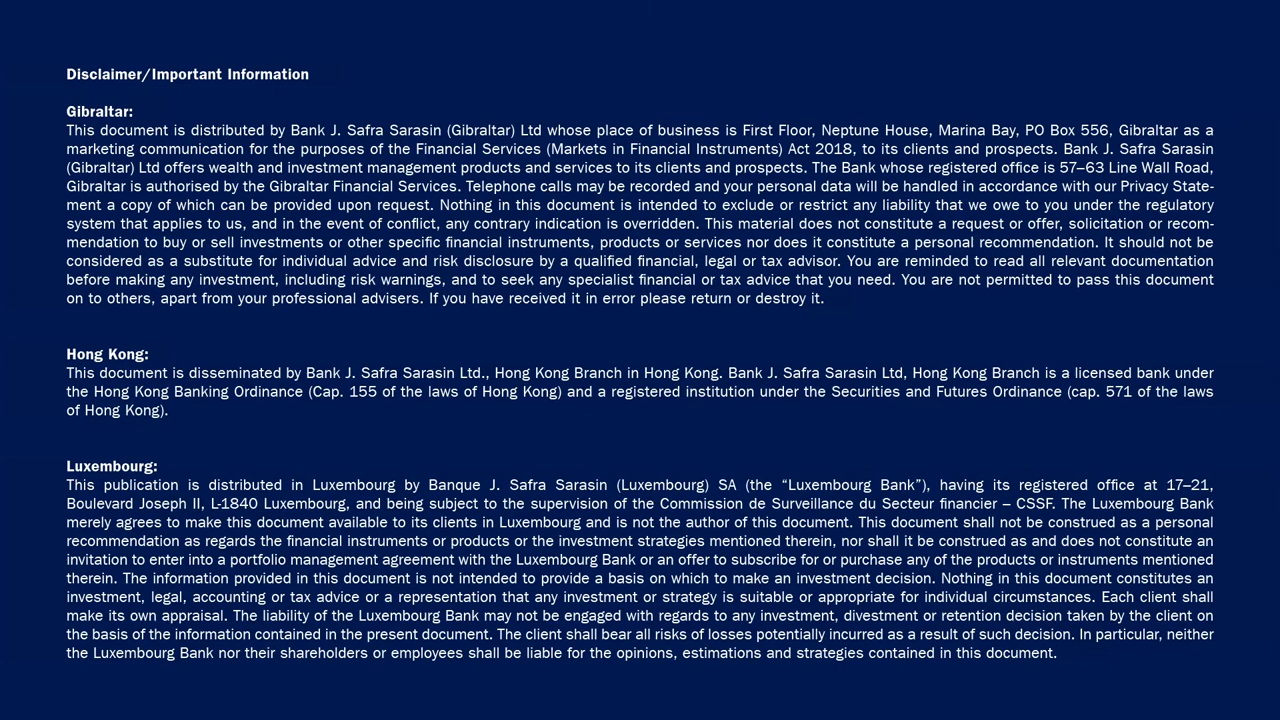 Disclaimer/Important Information
Gibraltar:
This document is distributed by Bank J. Safra Sarasin (Gibraltar) Ltd whose place of business is First Floor, Neptune House, Marina Bay, PO Box 556, Gibraltar as a
marketing communication for the purposes of the Financial Services (Markets in Financial Instruments) Act 2018, to its clients and prospects. Bank J. Safra Sarasin
(Gibraltar) Ltd offers wealth and investment management products and services to its clients and prospects. The Bank whose registered office is 57–63 Line Wall Road,
Gibraltar is authorised by the Gibraltar Financial Services. Telephone calls may be recorded and your personal data will be handled in accordance with our Privacy State-
ment a copy of which can be provided upon request. Nothing in this document is intended to exclude or restrict any liability that we owe to you under the regulatory
system that applies to us, and in the event of conflict, any contrary indication is overridden. This material does not constitute a request or offer, solicitation or recom-
mendation to buy or sell investments or other specific financial instruments, products or services nor does it constitute a personal recommendation. It should not be
considered as a substitute for individual advice and risk disclosure by a qualified financial, legal or tax advisor. You are reminded to read all relevant documentation
before making any investment, including risk warnings, and to seek any specialist financial or tax advice that you need. You are not permitted to pass this document
on to others, apart from your professional advisers. If you have received it in error please return or destroy it.
Hong Kong:
This document is disseminated by Bank J. Safra Sarasin Ltd., Hong Kong Branch in Hong Kong. Bank J. Safra Sarasin Ltd, Hong Kong Branch is a licensed bank under
the Hong Kong Banking Ordinance (Cap. 155 of the laws of Hong Kong) and a registered institution under the Securities and Futures Ordinance (cap. 571 of the laws
of Hong Kong).
Luxembourg:
This publication is distributed in Luxembourg by Banque J. Safra Sarasin (Luxembourg) SA (the “Luxembourg Bank”), having its registered office at 17–21,
Boulevard Joseph II, L-1840 Luxembourg, and being subject to the supervision of the Commission de Surveillance du Secteur financier – CSSF. The Luxembourg Bank
merely agrees to make this document available to its clients in Luxembourg and is not the author of this document. This document shall not be construed as a personal
recommendation as regards the financial instruments or products or the investment strategies mentioned therein, nor shall it be construed as and does not constitute an
invitation to enter into a portfolio management agreement with the Luxembourg Bank or an offer to subscribe for or purchase any of the products or instruments mentioned
therein. The information provided in this document is not intended to provide a basis on which to make an investment decision. Nothing in this document constitutes an
investment, legal, accounting or tax advice or a representation that any investment or strategy is suitable or appropriate for individual circumstances. Each client shall
make its own appraisal. The liability of the Luxembourg Bank may not be engaged with regards to any investment, divestment or retention decision taken by the client on
the basis of the information contained in the present document. The client shall bear all risks of losses potentially incurred as a result of such decision. In particular, neither
the Luxembourg Bank nor their shareholders or employees shall be liable for the opinions, estimations and strategies contained in this document.